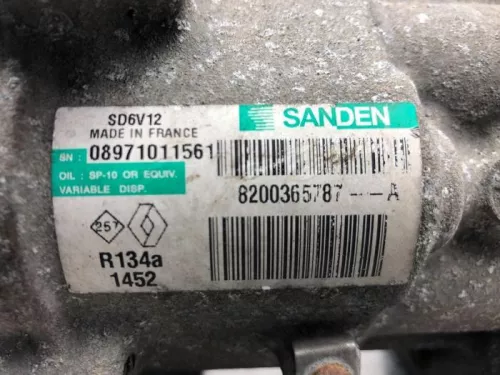 SD6V12
MADE IN FRANCE
SANDEN
SN: 08971011561
OIL : SP-10 OR EQUIV.
VARIABLE DISP.
8200365787---A
257
R134a
1452